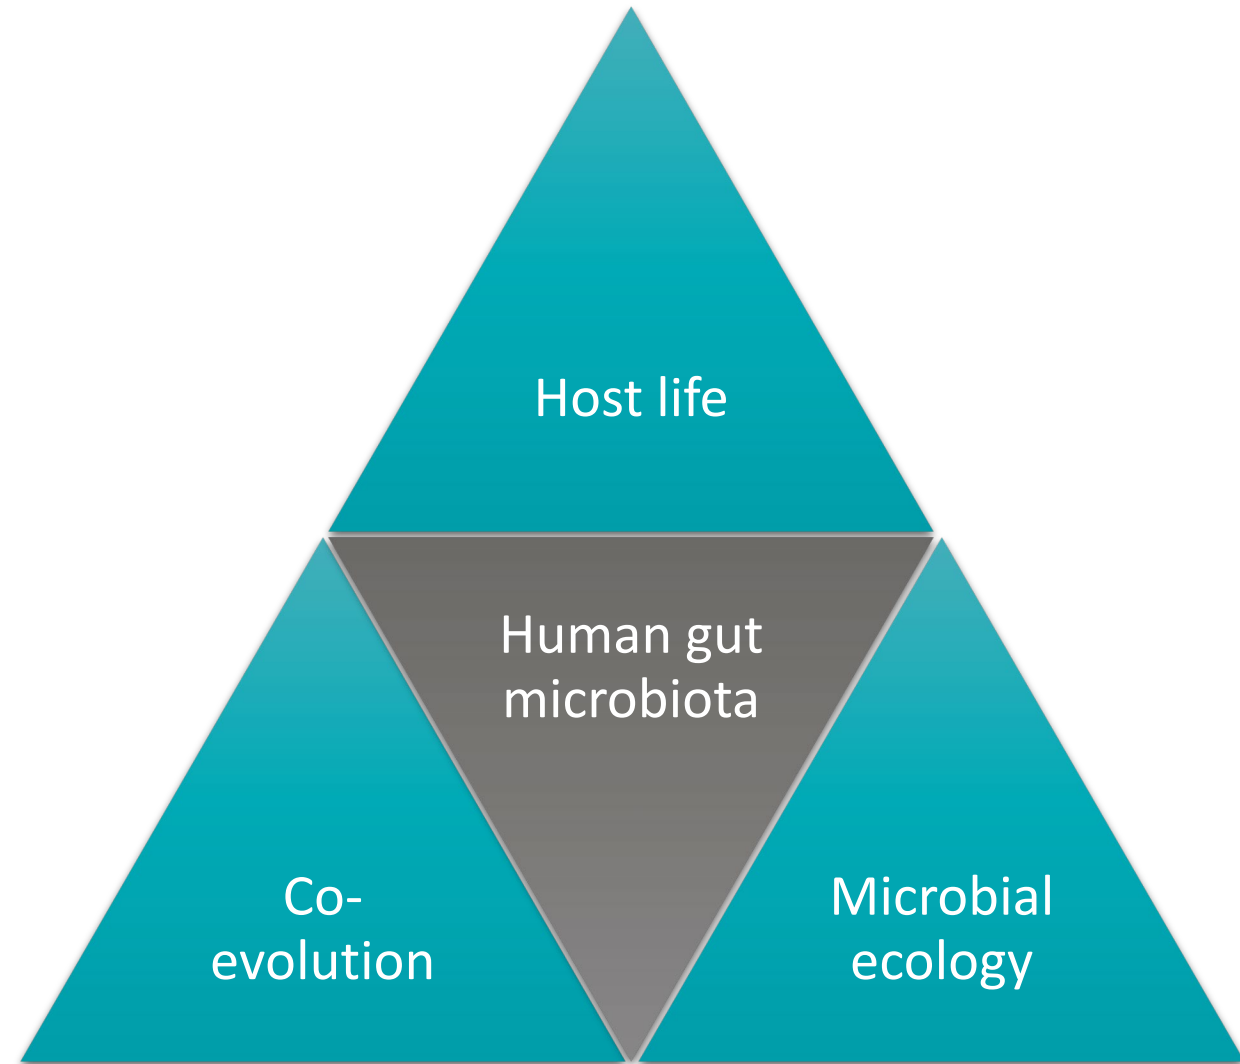 Host life
Human gut
microbiota
Co-
evolution
Microbial
ecology